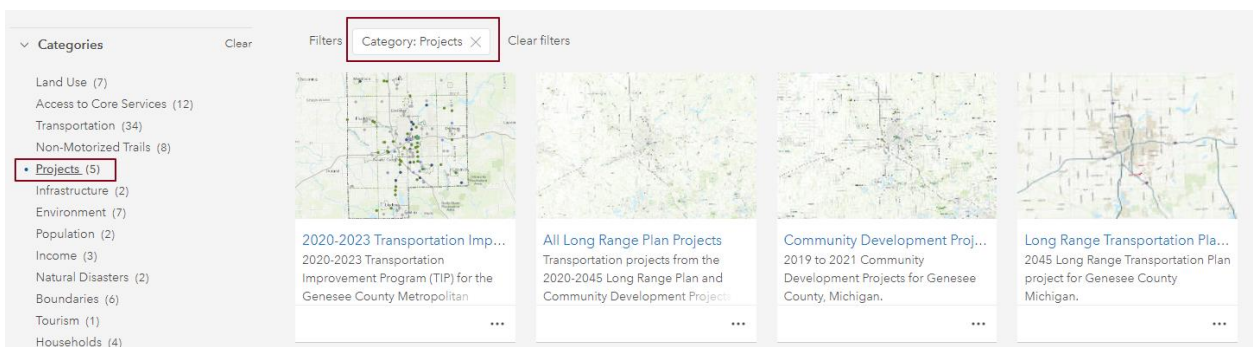 Categories
Clear
Land Use (7)
Access to Core Services (12)
Transportation (34)
Non-Motorized Trails (8)
Projects (5)
Infrastructure (2)
Environment (7)
Population (2)
Income (3)
Natural Disasters (2)
Boundaries (6)
Tourism (1)
Households (4)
Filters
Category: Projects
Clear filters
2020-2023 Transportation Imp...
2020-2023 Transportation
Improvement Program (TIP) for the
Genesee County Metropolitan
...
All Long Range Plan Projects
Transportation projects from the
2020-2045 Long Range Plan and
Community Development Projects
...
Community Development Proj...
2019 to 2021 Community
Development Projects for Genesee
County, Michigan.
...
Long Range Transportation Pla...
2045 Long Range Transportation Plan
project for Genesee County
Michigan.
...